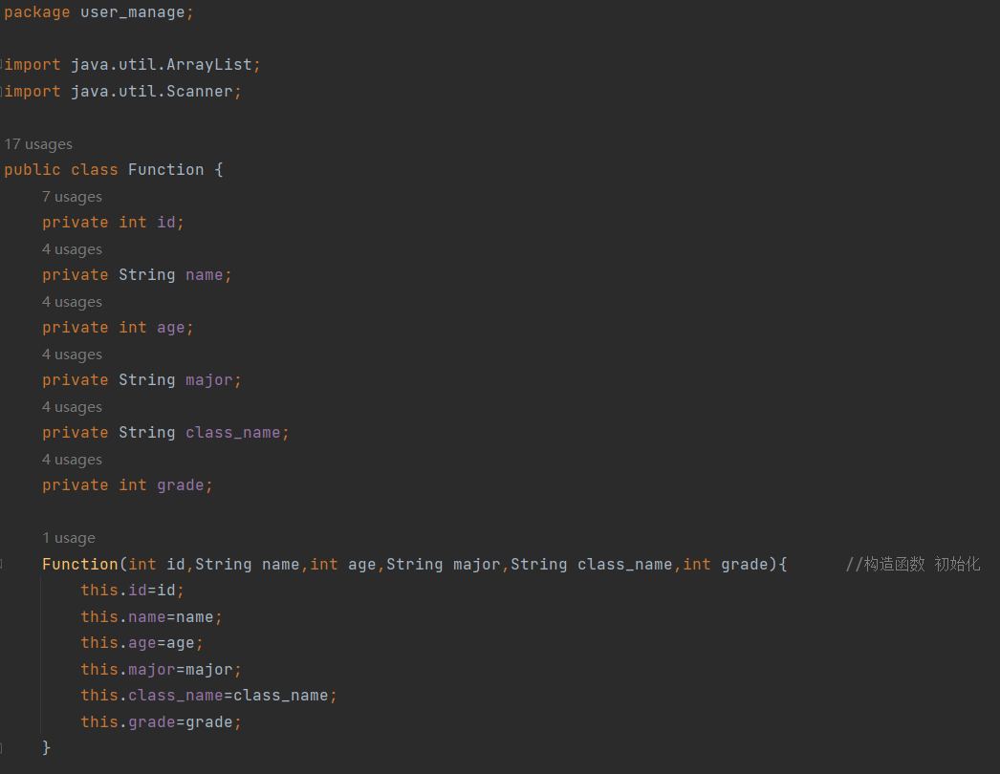 package user_manage;
import java.util.ArrayList;
import java.util.Scanner;
17 usages
public class Function {
7 usages
private int id;
4 usages
private String name;
4 usages
private int age;
4 usages
private String major;
4 usages
private String class_name;
4 usages
private int grade;
1 usage
Function(int id,String name,int age,String major,String class_name,int grade){ //构造函数 初始化
this.id=id;
this.name=name;
this.age=age;
this.major=major;
this.class_name=class_name;
this.grade=grade;
}